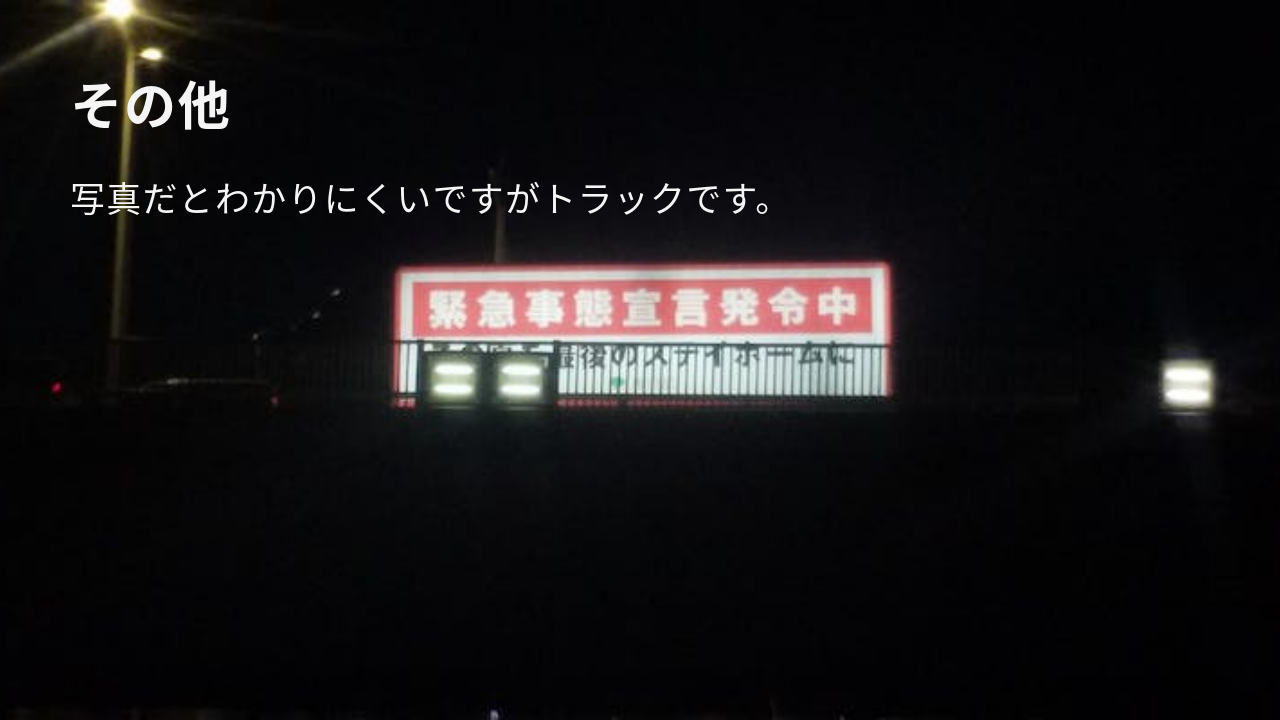 その他
写真だとわかりにくいですがトラックです。
緊急事態宣言発令中
最後のステイホームに